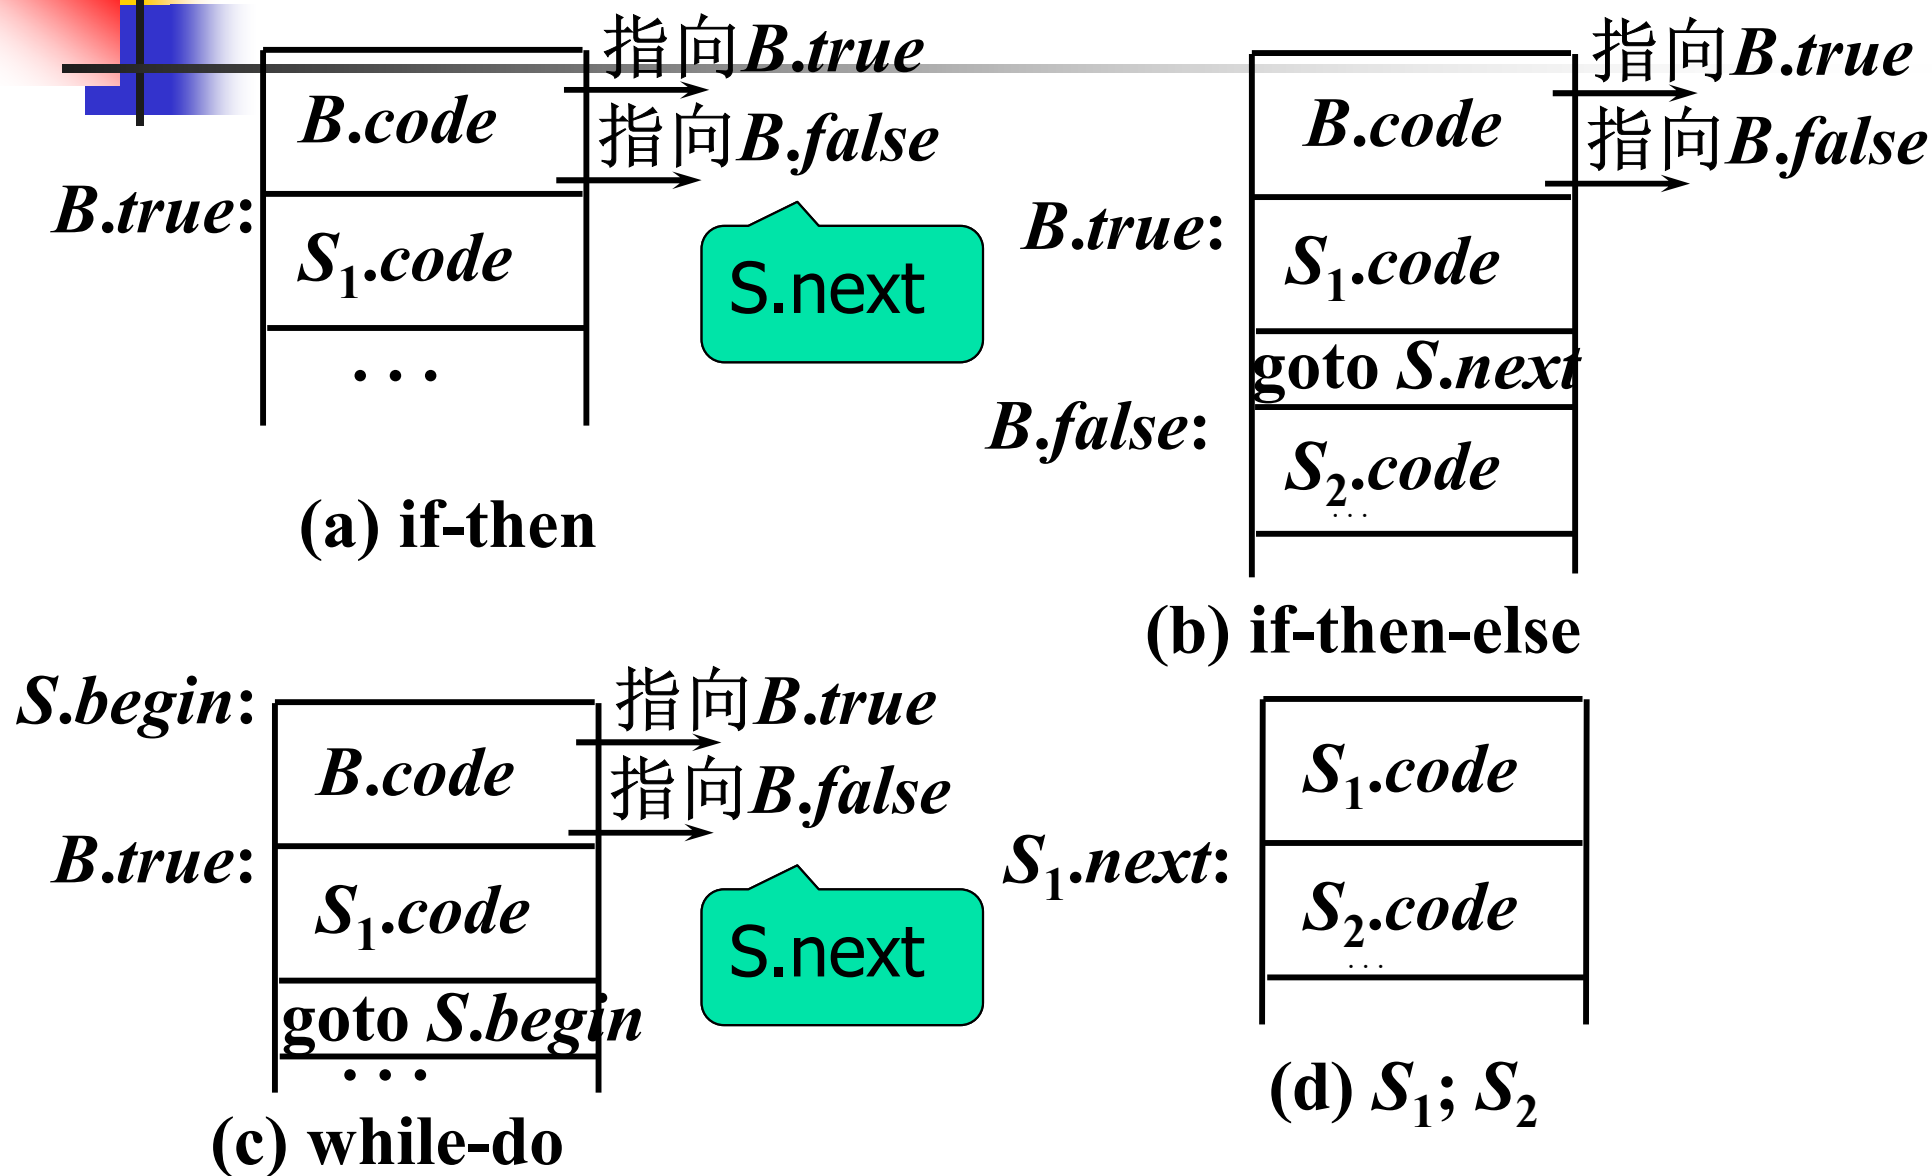 指向B.true
B.code
指向B.false
B.true:
S₁.code
S.next
. . .
(a) if-then
指向B.true
B.code
指向B.false
B.true:
S₁.code
goto S.next
B.false:
S₂.code
. . .
(b) if-then-else
S.begin:
指向B.true
B.code
指向B.false
B.true:
S₁.code
S.next
goto S.begin
. . .
(c) while-do
S₁.code
S₁.next:
S₂.code
. . .
(d) S₁; S₂